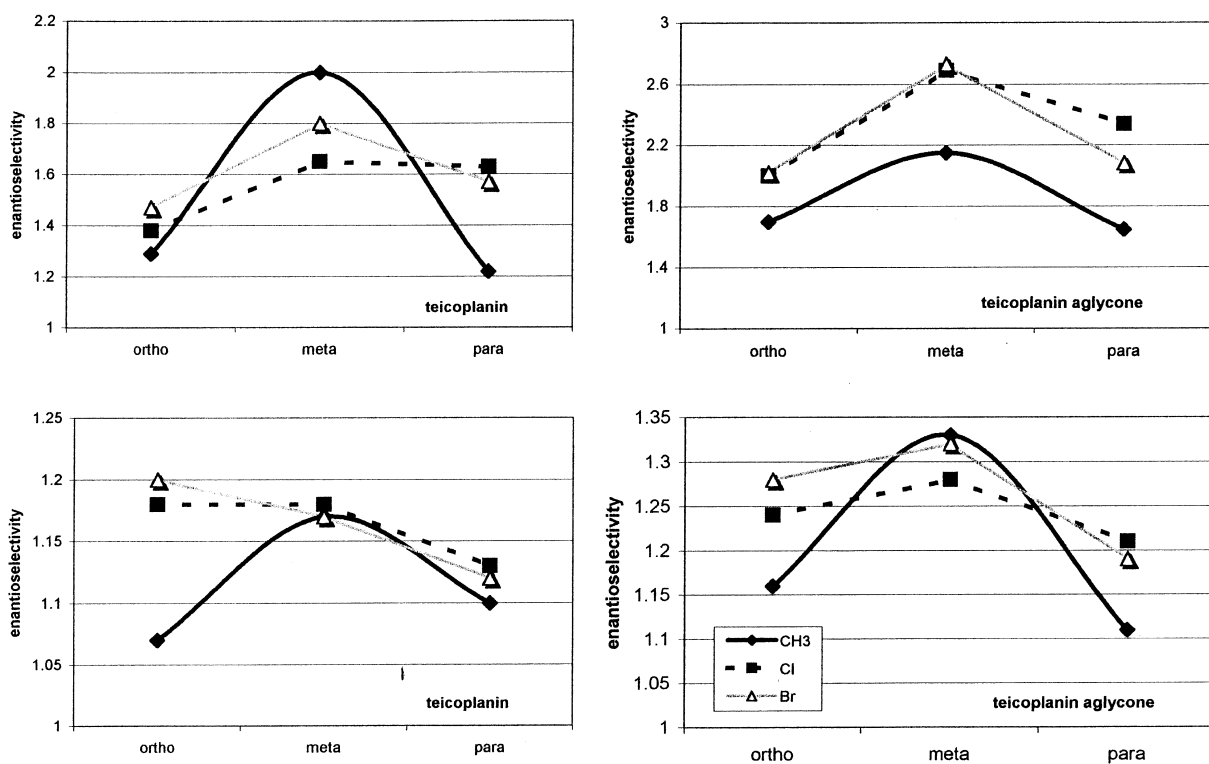 2.2
2
1.8
1.6
1.4
1.2
1
enantioselectivity
teicoplanin
ortho meta para
3
2.6
2.2
1.8
1.4
1
enantioselectivity
teicoplanin aglycone
ortho meta para
1.25
1.2
1.15
1.1
1.05
1
enantioselectivity
teicoplanin
ortho meta para
1.35
1.3
1.25
1.2
1.15
1.1
1.05
1
enantioselectivity
CH3
Cl
Br
teicoplanin aglycone
ortho meta para